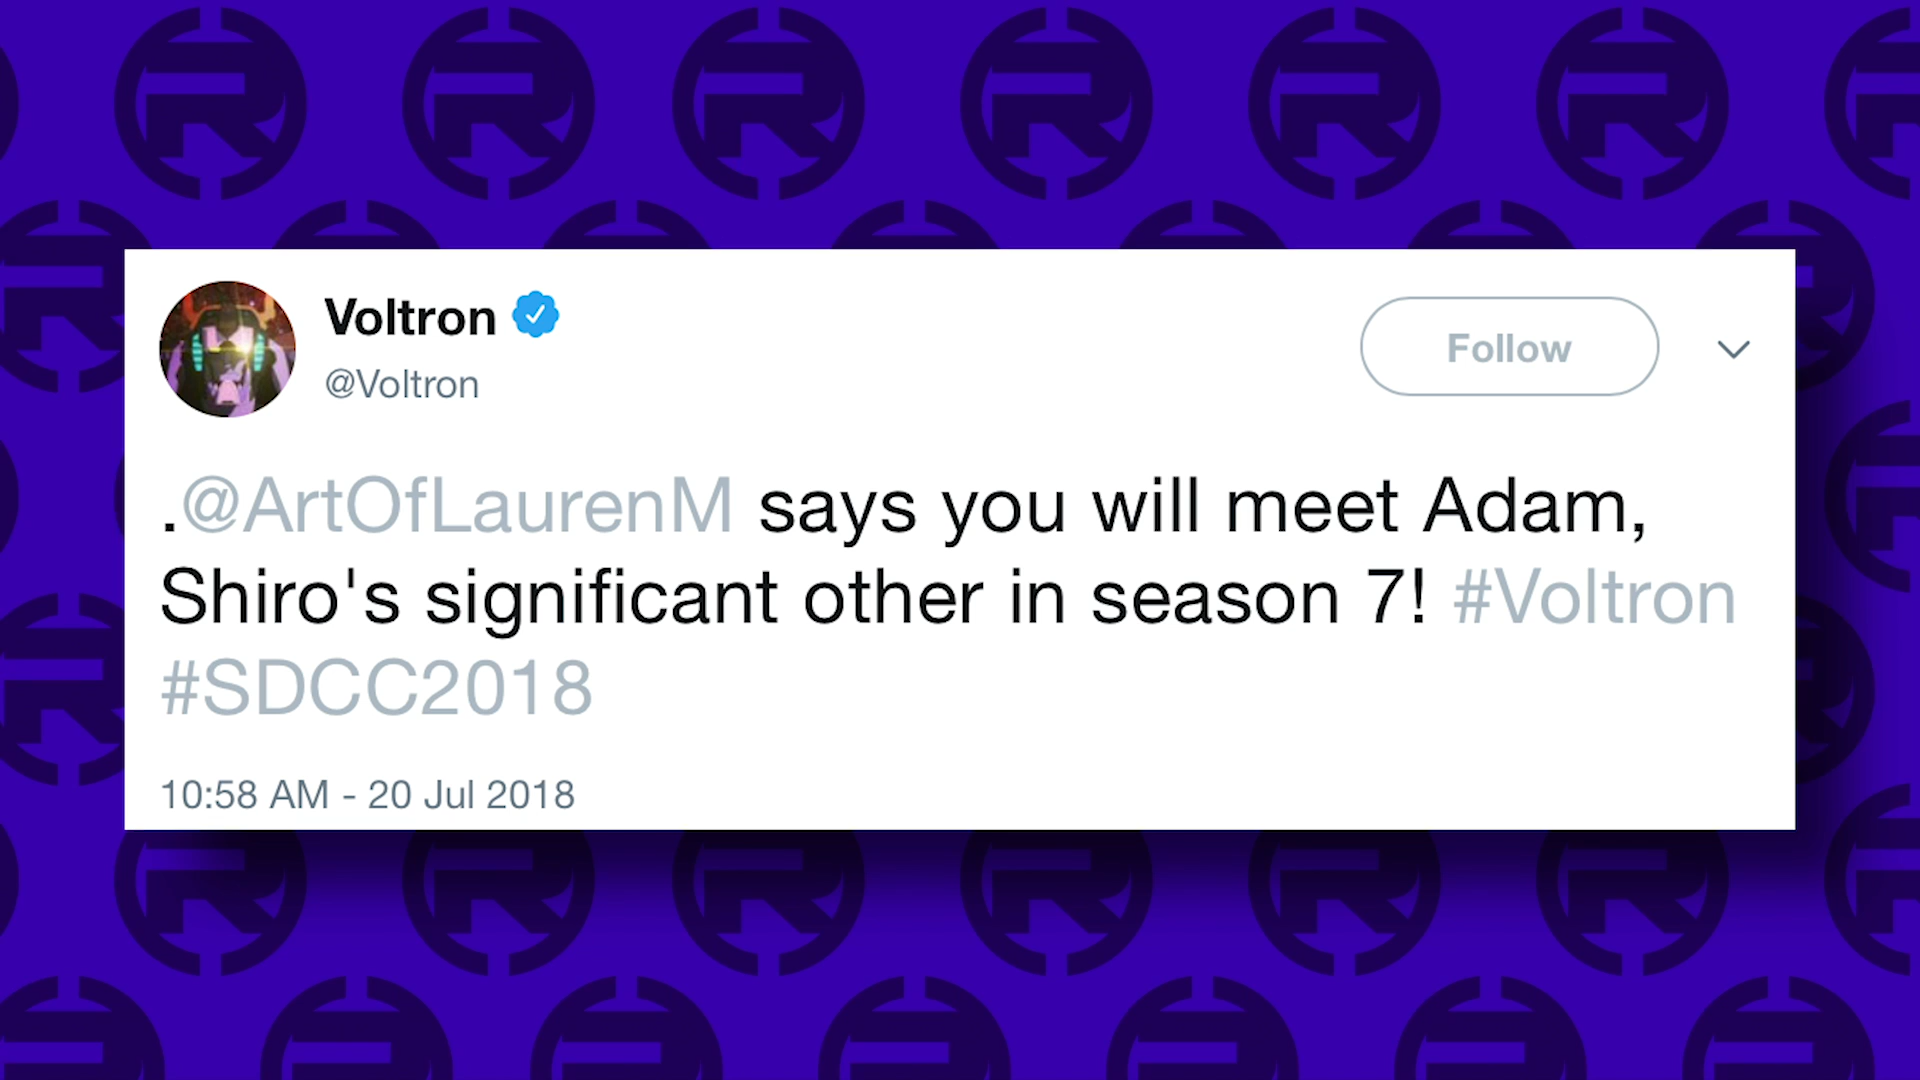 Voltron
@Voltron
Follow
.@ArtOfLaurenM says you will meet Adam,
Shiro's significant other in season 7! #Voltron
#SDCC2018
10:58 AM - 20 Jul 2018